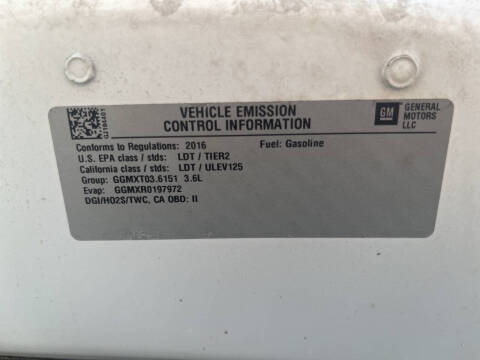 VEHICLE EMISSION
CONTROL INFORMATION
GM
GENERAL
MOTORS
LLC
Conforms to Regulations: 2016 Fuel: Gasoline
U.S. EPA class / stds: LDT / TIER2
California class / stds: LDT / ULEV125
Group: GGMXT03.6151 3.6L
Evap: GGMXR0197972
DGI/HO2S/TWC, CA OBD: II